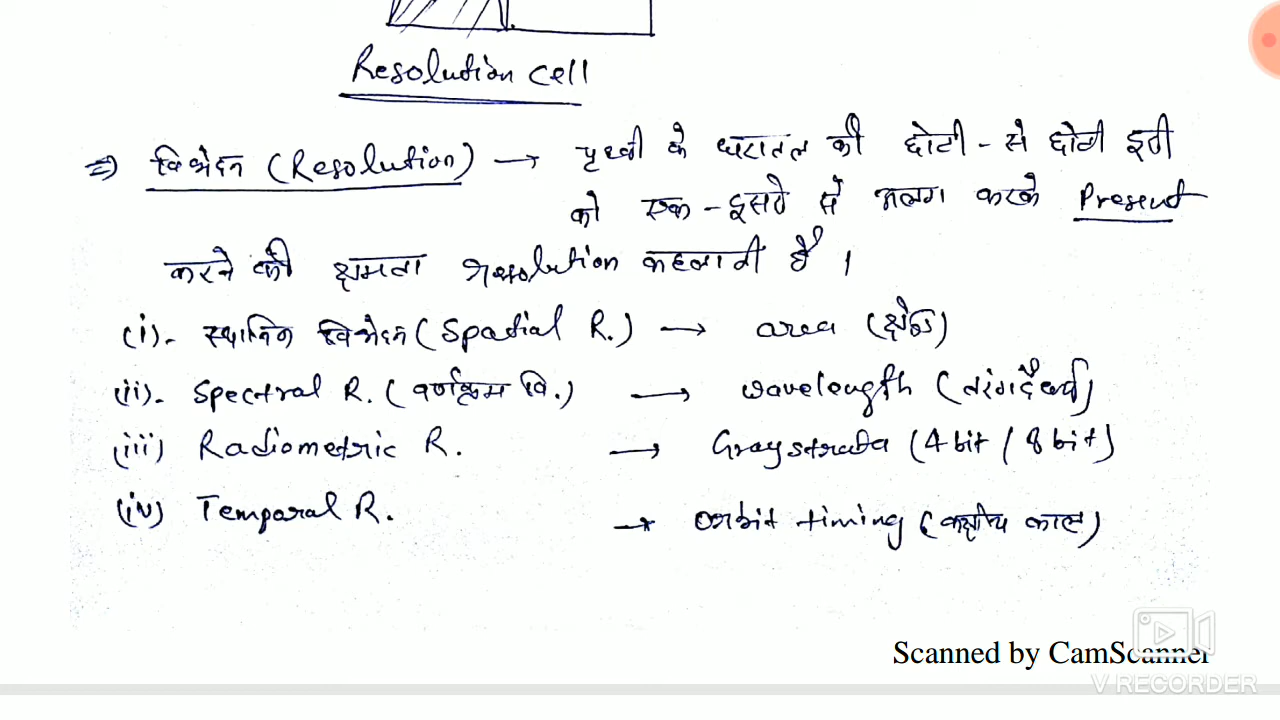 Resolution cell
=> विभेदन (Resolution) → पृथ्वी के धरातल की छोटी - से छोटी इकाई
को एक - दूसरे से अलग करके Present
करने की क्षमता resolution कहलाती है ।
(i). स्थानिक विभेदन (Spatial R.) → area (क्षेत्र)
(ii). Spectral R. (वर्णक्रम वि.) → wavelength (तरंगदैर्ध्य)
(iii) Radiometric R. → Graystrata (4 bit / 8 bit)
(iv) Temporal R. → orbit timing (कक्षीय काल)
Scanned by CamScanner
V RECORDER